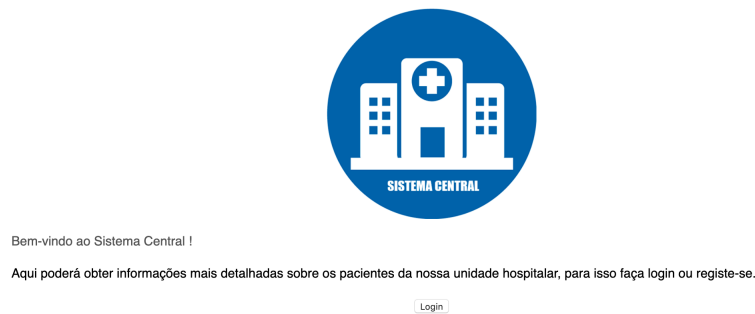 SISTEMA CENTRAL
Bem-vindo ao Sistema Central !
Aqui poderá obter informações mais detalhadas sobre os pacientes da nossa unidade hospitalar, para isso faça login ou registe-se.
Login